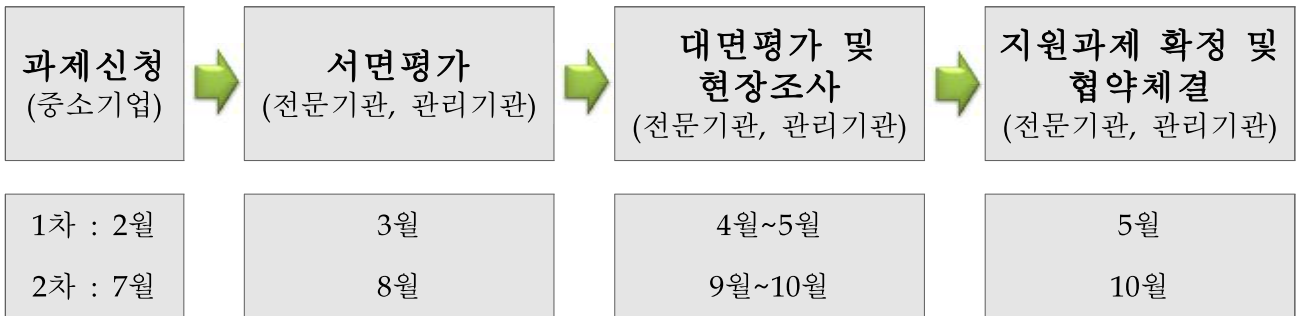 과제신청
(중소기업)
서면평가
(전문기관, 관리기관)
대면평가 및
현장조사
(전문기관, 관리기관)
지원과제 확정 및
협약체결
(전문기관, 관리기관)
1차 : 2월
3월
4월~5월
5월
2차 : 7월
8월
9월~10월
10월